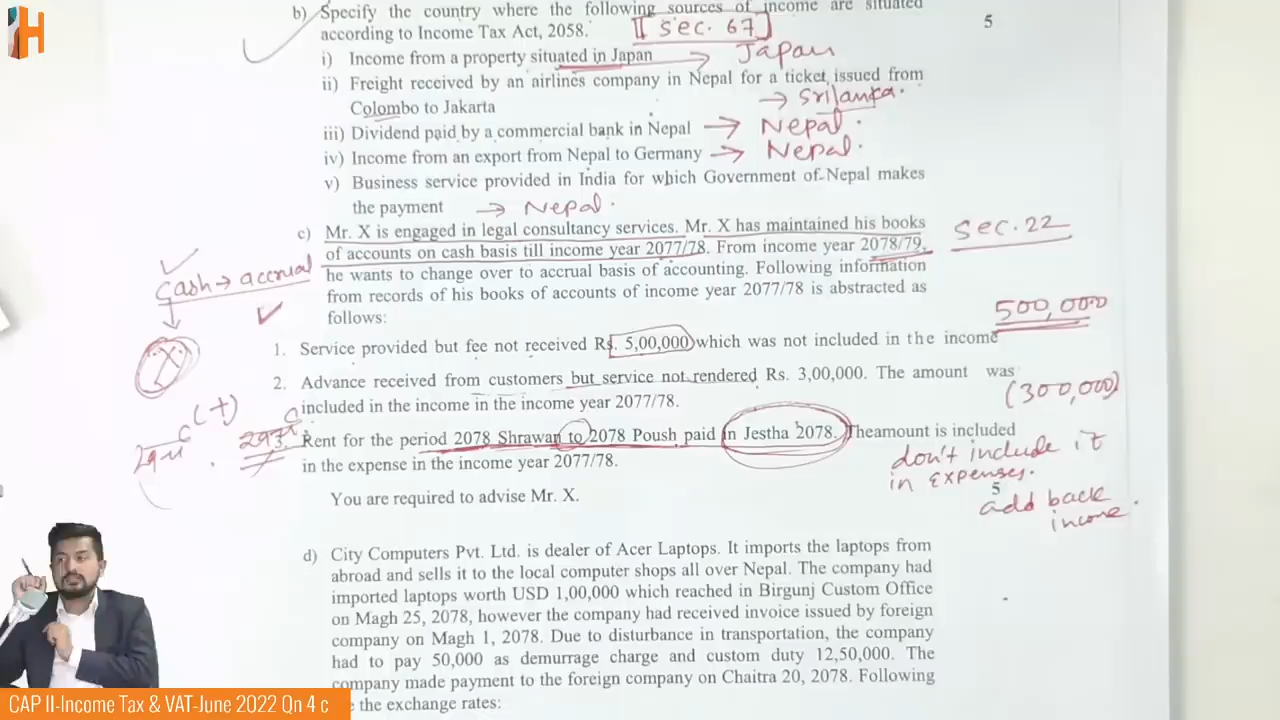 H
b) Specify the country where the following sources of income are situated
according to Income Tax Act, 2058. [sec. 67]
5
i) Income from a property situated in Japan → Japan
ii) Freight received by an airlines company in Nepal for a ticket issued from
Colombo to Jakarta → Srilanka.
iii) Dividend paid by a commercial bank in Nepal → Nepal.
iv) Income from an export from Nepal to Germany → Nepal.
v) Business service provided in India for which Government of Nepal makes
the payment → Nepal.
c) Mr. X is engaged in legal consultancy services. Mr. X has maintained his books
of accounts on cash basis till income year 2077/78. From income year 2078/79,
he wants to change over to accrual basis of accounting. Following information
from records of his books of accounts of income year 2077/78 is abstracted as
follows:
sec. 22
cash → accrual
X
500,000
1. Service provided but fee not received Rs. 5,00,000 which was not included in the income
2. Advance received from customers but service not rendered Rs. 3,00,000. The amount was
included in the income in the income year 2077/78.
(300,000)
(+)
Rent for the period 2078 Shrawan to 2078 Poush paid in Jestha 2078. Theamount is included
in the expense in the income year 2077/78.
don't include it
in expenses.
5
add back
income.
You are required to advise Mr. X.
d) City Computers Pvt. Ltd. is dealer of Acer Laptops. It imports the laptops from
abroad and sells it to the local computer shops all over Nepal. The company had
imported laptops worth USD 1,00,000 which reached in Birgunj Custom Office
on Magh 25, 2078, however the company had received invoice issued by foreign
company on Magh 1, 2078. Due to disturbance in transportation, the company
had to pay 50,000 as demurrage charge and custom duty 12,50,000. The
company made payment to the foreign company on Chaitra 20, 2078. Following
the exchange rates:
CAP II-Income Tax & VAT-June 2022 Qn 4 c